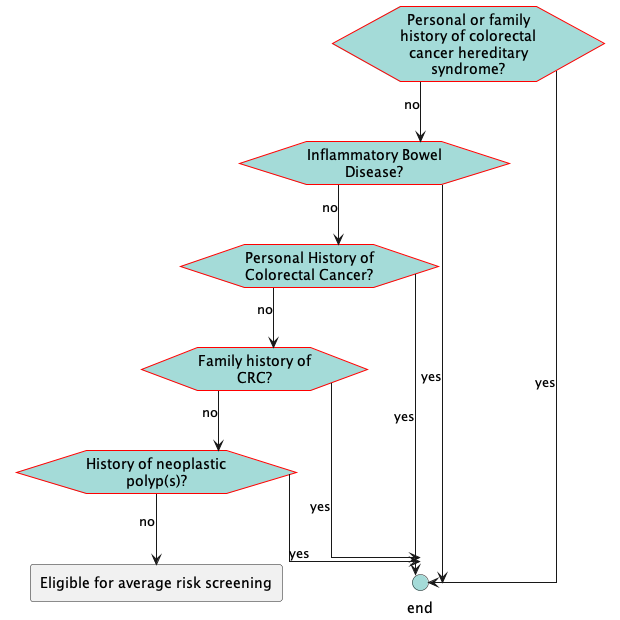 Personal or family
history of colorectal
cancer hereditary
syndrome?
no
Inflammatory Bowel
Disease?
no
Personal History of
Colorectal Cancer?
no
Family history of
CRC?
yes
yes
no
yes
History of neoplastic
polyp(s)?
yes
no
yes
Eligible for average risk screening
end